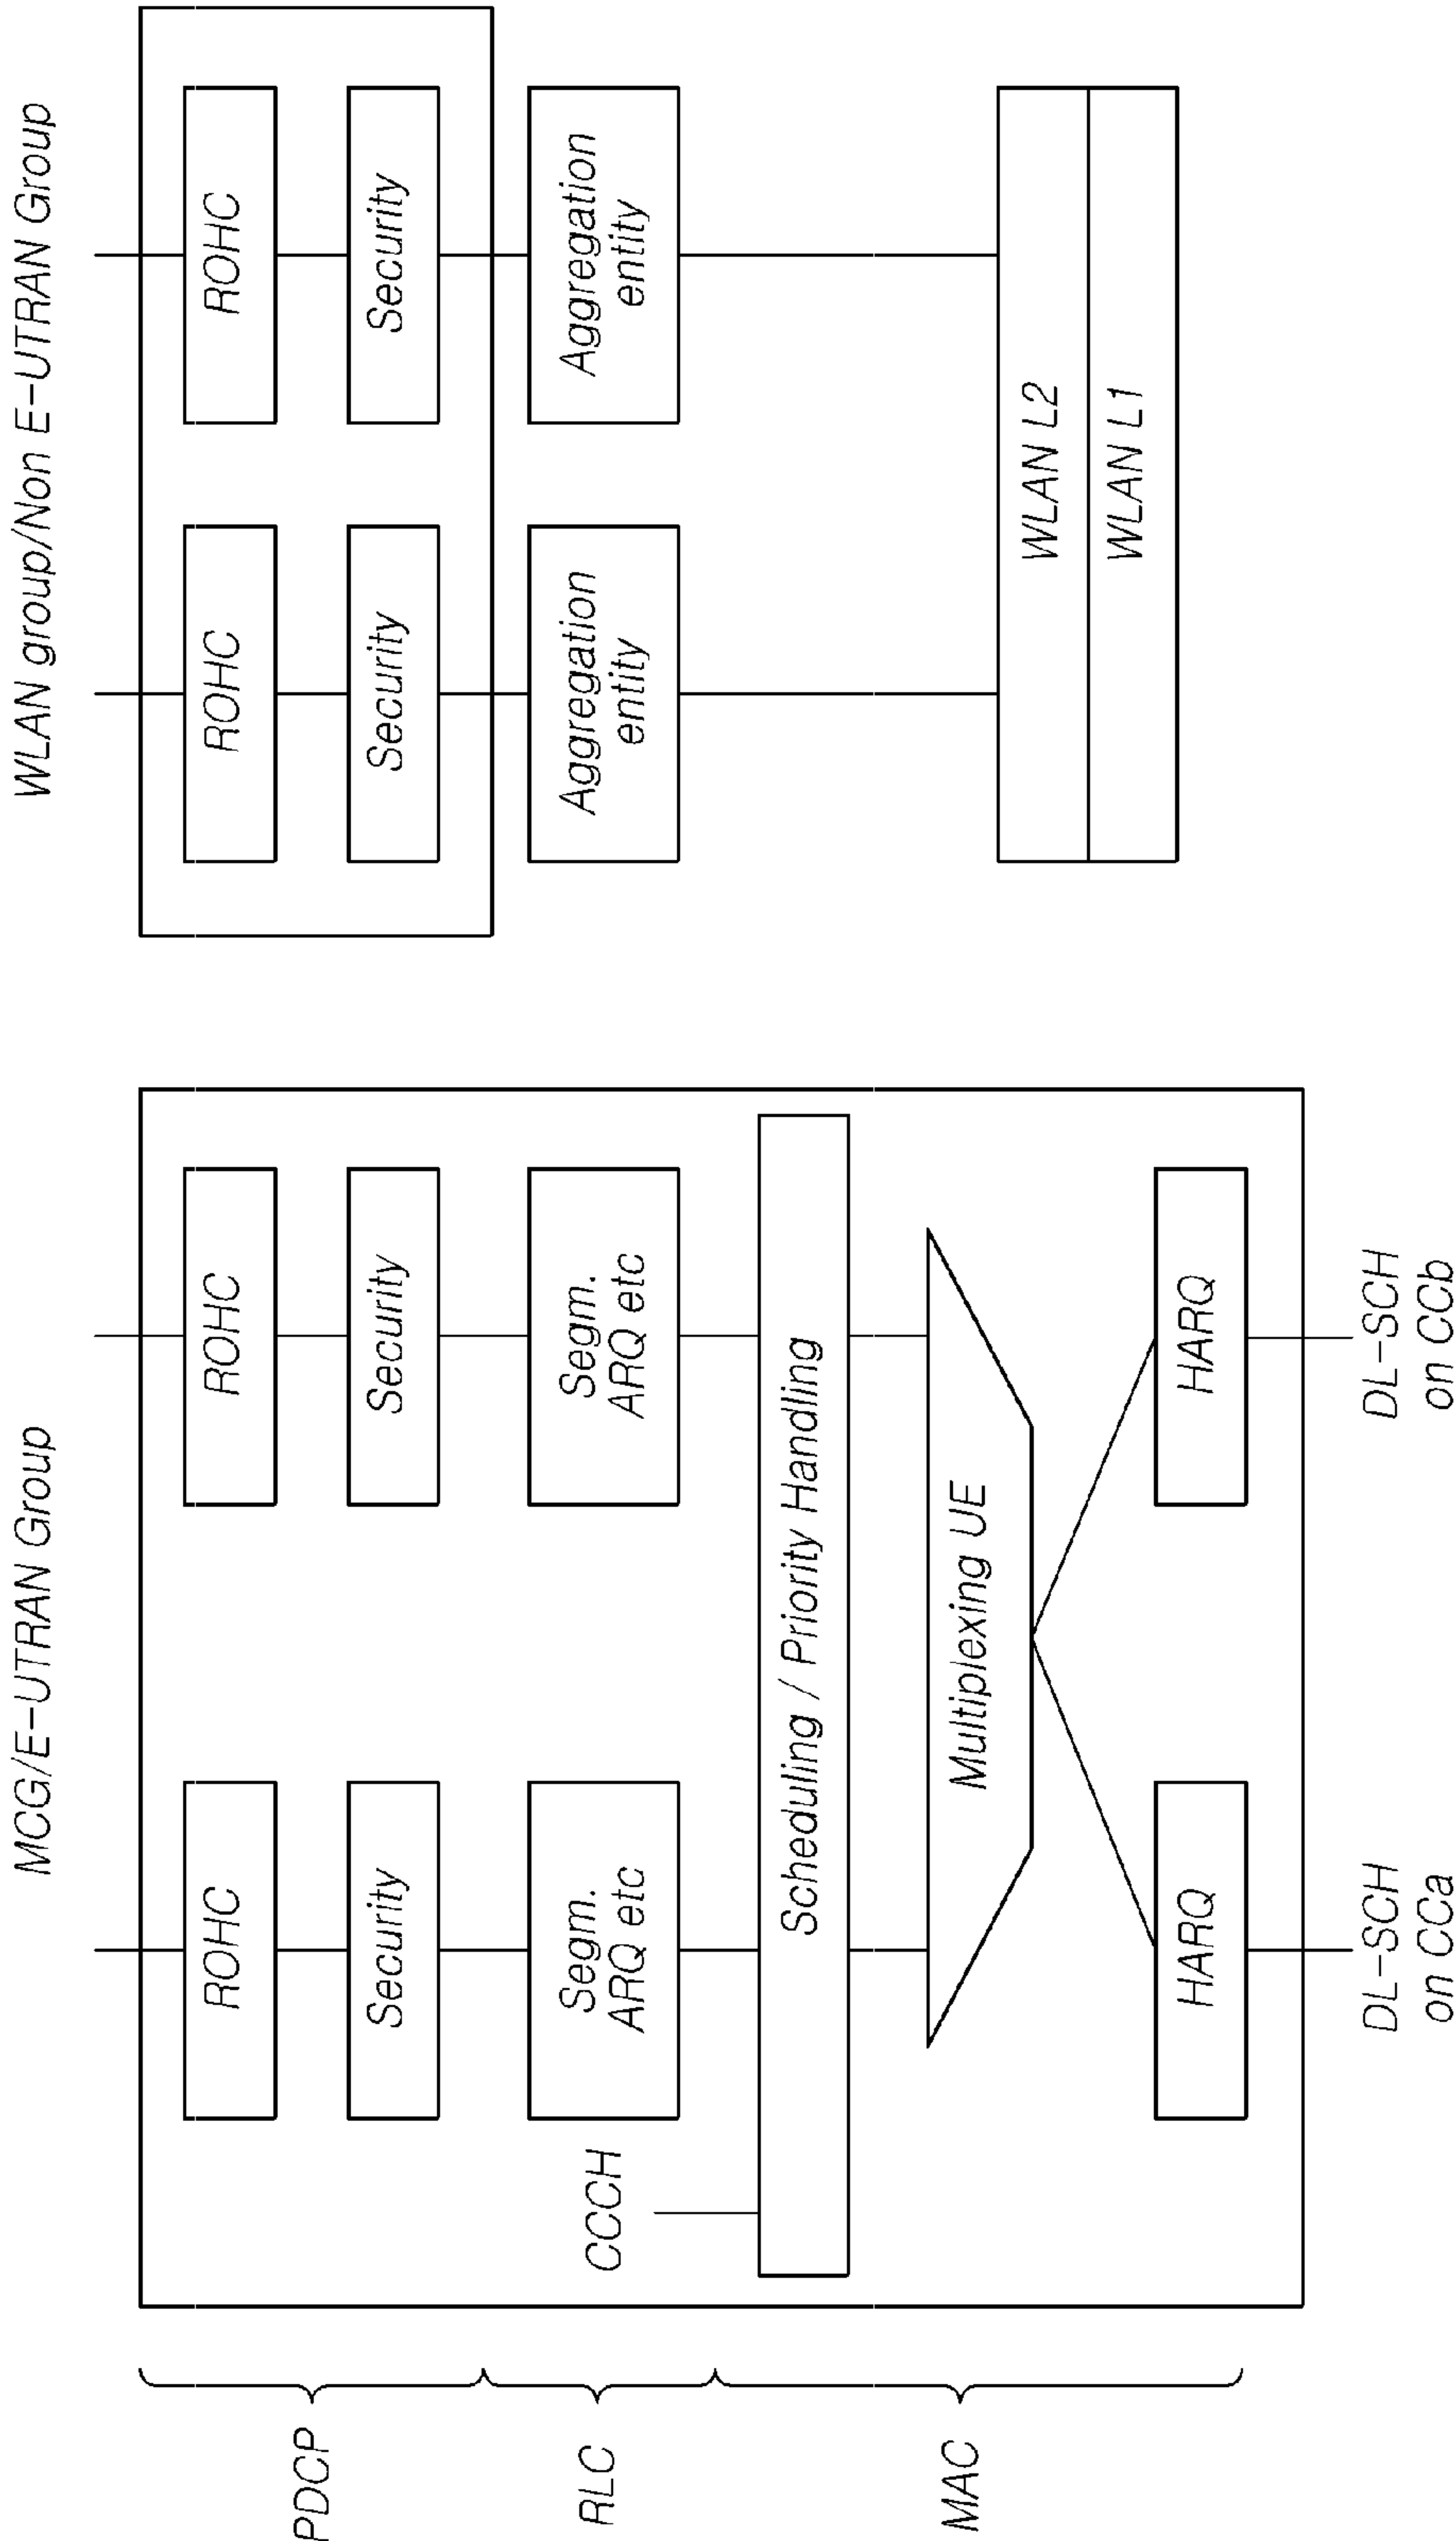 MCG/E-UTRAN Group
WLAN group/Non E-UTRAN Group
PDCP
ROHC
ROHC
ROHC
ROHC
Security
Security
Security
Security
RLC
CCCH
Segm.
ARQ etc
Segm.
ARQ etc
Aggregation
entity
Aggregation
entity
Scheduling / Priority Handling
MAC
Multiplexing UE
WLAN L2
WLAN L1
HARQ
HARQ
DL-SCH
on CCa
DL-SCH
on CCb